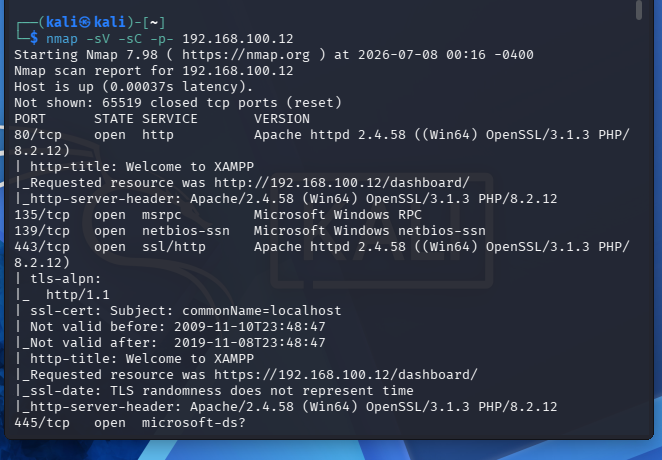 ┌──(kali㉿kali)-[~]
└─$ nmap -sV -sC -p- 192.168.100.12
Starting Nmap 7.98 ( https://nmap.org ) at 2026-07-08 00:16 -0400
Nmap scan report for 192.168.100.12
Host is up (0.00037s latency).
Not shown: 65519 closed tcp ports (reset)
PORT      STATE SERVICE       VERSION
80/tcp    open  http          Apache httpd 2.4.58 ((Win64) OpenSSL/3.1.3 PHP/
8.2.12)
| http-title: Welcome to XAMPP
|_Requested resource was http://192.168.100.12/dashboard/
|_http-server-header: Apache/2.4.58 (Win64) OpenSSL/3.1.3 PHP/8.2.12
135/tcp   open  msrpc         Microsoft Windows RPC
139/tcp   open  netbios-ssn   Microsoft Windows netbios-ssn
443/tcp   open  ssl/http      Apache httpd 2.4.58 ((Win64) OpenSSL/3.1.3 PHP/
8.2.12)
| tls-alpn:
|_  http/1.1
| ssl-cert: Subject: commonName=localhost
| Not valid before: 2009-11-10T23:48:47
|_Not valid after:  2019-11-08T23:48:47
| http-title: Welcome to XAMPP
|_Requested resource was https://192.168.100.12/dashboard/
|_ssl-date: TLS randomness does not represent time
|_http-server-header: Apache/2.4.58 (Win64) OpenSSL/3.1.3 PHP/8.2.12
445/tcp   open  microsoft-ds?
KALI